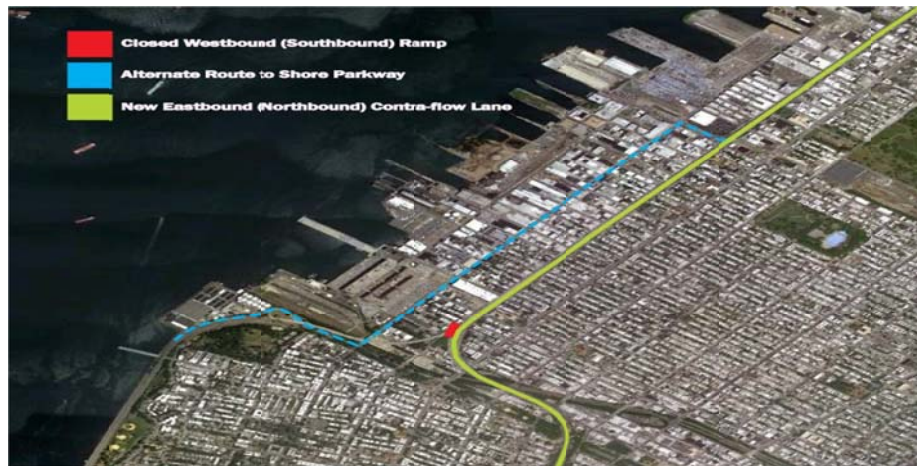 Closed Westbound (Southbound) Ramp
Alternate Route to Shore Parkway
New Eastbound (Northbound) Contra-flow Lane